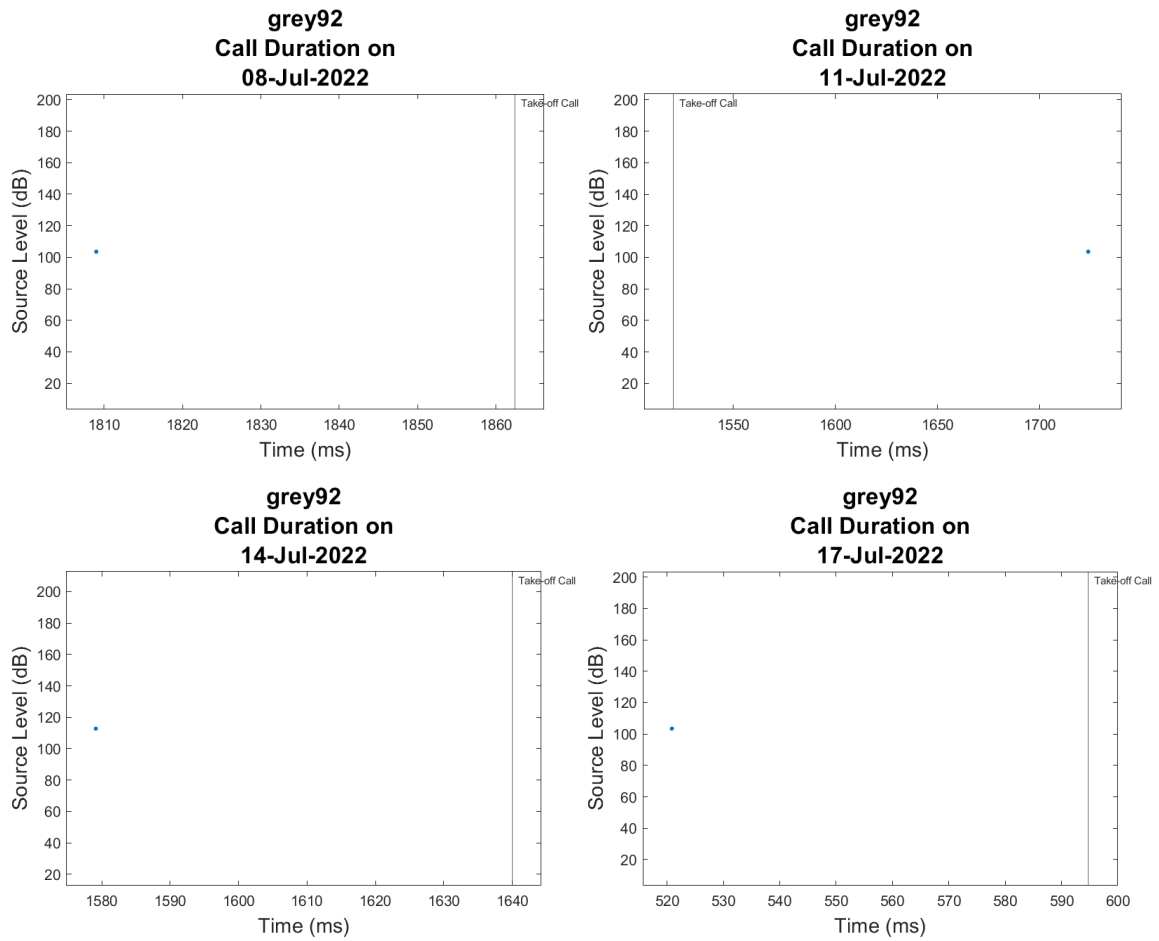 grey92
Call Duration on
08-Jul-2022
Take-off Call
200
180
160
140
120
100
80
60
40
20
Source Level (dB)
1810 1820 1830 1840 1850 1860
Time (ms)
grey92
Call Duration on
11-Jul-2022
Take-off Call
200
180
160
140
120
100
80
60
40
20
Source Level (dB)
1550 1600 1650 1700
Time (ms)
grey92
Call Duration on
14-Jul-2022
Take-off Call
200
180
160
140
120
100
80
60
40
20
Source Level (dB)
1580 1590 1600 1610 1620 1630 1640
Time (ms)
grey92
Call Duration on
17-Jul-2022
Take-off Call
200
180
160
140
120
100
80
60
40
20
Source Level (dB)
520 530 540 550 560 570 580 590 600
Time (ms)